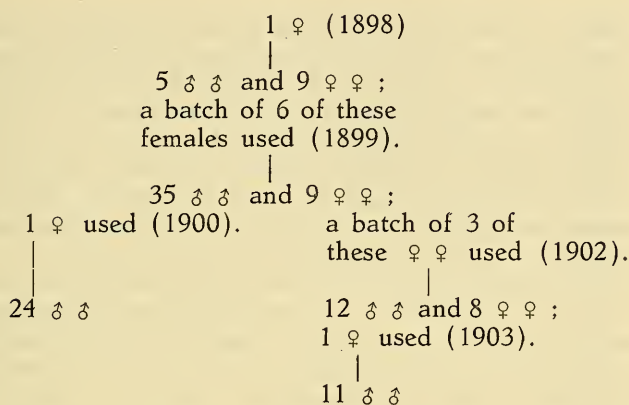 1 ♀ (1898)
5 ♂ ♂ and 9 ♀ ♀ ;
a batch of 6 of these
females used (1899).
35 ♂ ♂ and 9 ♀ ♀ ;
1 ♀ used (1900).
24 ♂ ♂
a batch of 3 of
these ♀ ♀ used (1902).
12 ♂ ♂ and 8 ♀ ♀ ;
1 ♀ used (1903).
11 ♂ ♂